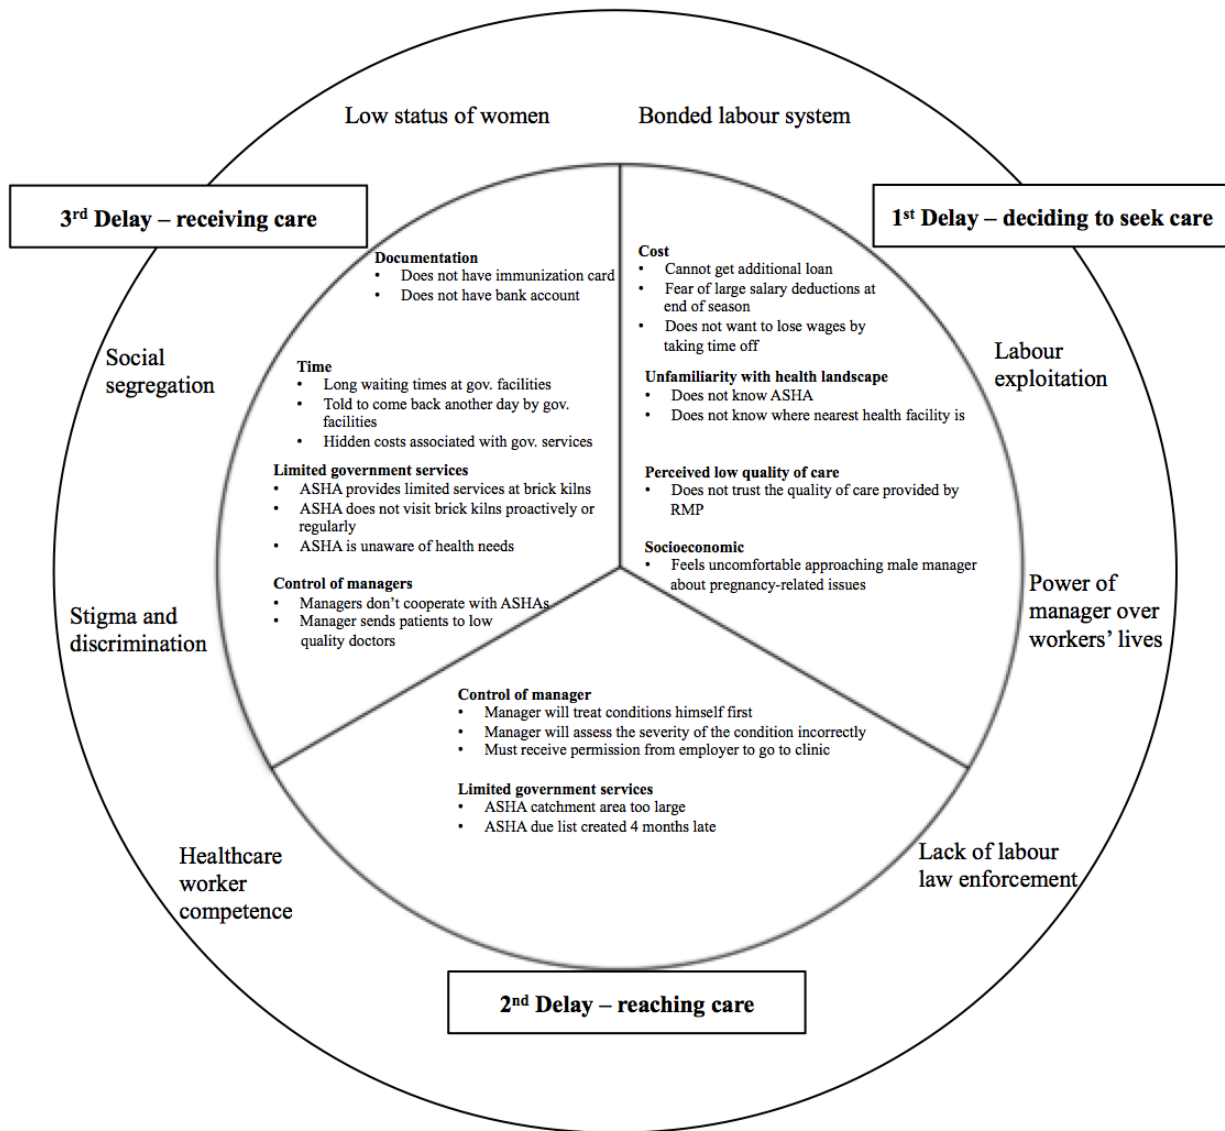 Low status of women
Bonded labour system
3rd Delay – receiving care
1st Delay – deciding to seek care
Documentation
• Does not have immunization card
• Does not have bank account
Time
• Long waiting times at gov. facilities
• Told to come back another day by gov.
facilities
• Hidden costs associated with gov. services
Limited government services
• ASHA provides limited services at brick kilns
• ASHA does not visit brick kilns proactively or
regularly
• ASHA is unaware of health needs
Control of managers
• Managers don’t cooperate with ASHAs
• Manager sends patients to low
quality doctors
Cost
• Cannot get additional loan
• Fear of large salary deductions at
end of season
• Does not want to lose wages by
taking time off
Unfamiliarity with health landscape
• Does not know ASHA
• Does not know where nearest health facility is
Perceived low quality of care
• Does not trust the quality of care provided by
RMP
Socioeconomic
• Feels uncomfortable approaching male manager
about pregnancy-related issues
Social
segregation
Labour
exploitation
Stigma and
discrimination
Power of
manager over
workers’ lives
Control of manager
• Manager will treat conditions himself first
• Manager will assess the severity of the condition incorrectly
• Must receive permission from employer to go to clinic
Limited government services
• ASHA catchment area too large
• ASHA due list created 4 months late
Healthcare
worker
competence
Lack of labour
law enforcement
2nd Delay – reaching care